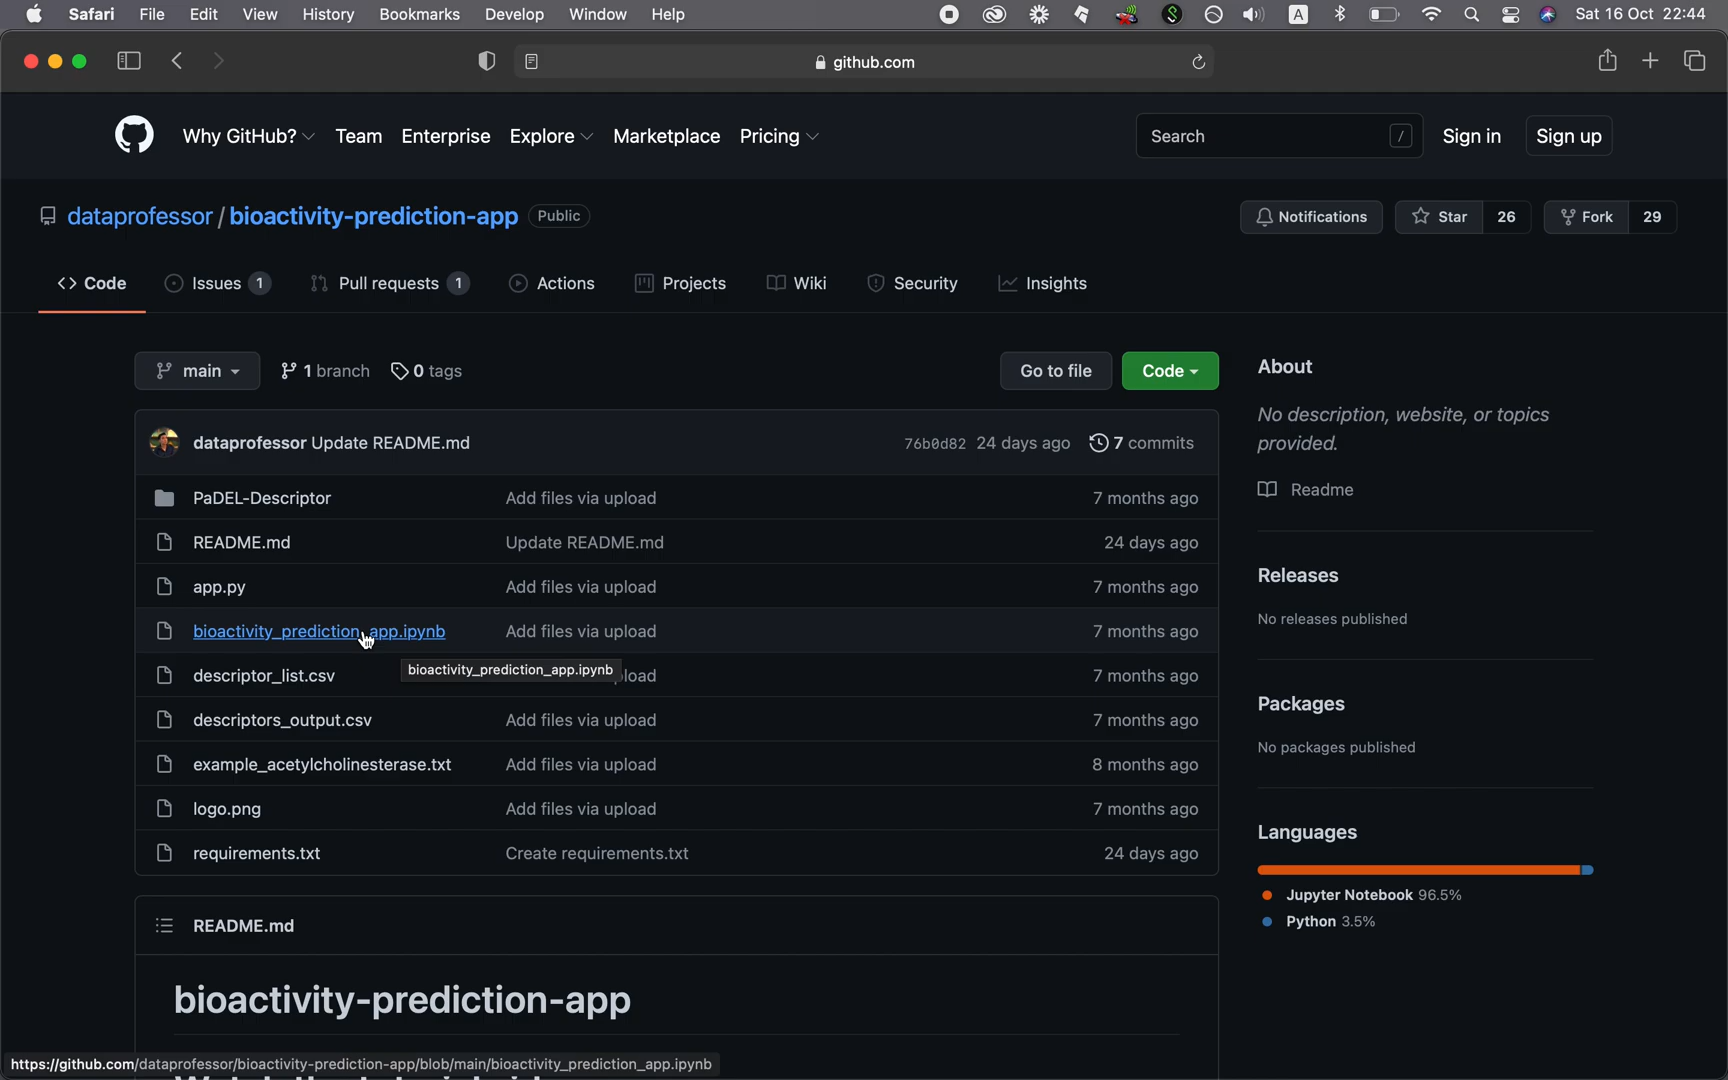 Safari File Edit View History Bookmarks Develop Window Help A Sat 16 Oct 22:44
github.com
Why GitHub? Team Enterprise Explore Marketplace Pricing Search / Sign in Sign up
dataprofessor / bioactivity-prediction-app Public Notifications Star 26 Fork 29
<> Code Issues 1 Pull requests 1 Actions Projects Wiki Security Insights
main 1 branch 0 tags Go to file Code
dataprofessor Update README.md 76b0d82 24 days ago 7 commits
PaDEL-Descriptor Add files via upload 7 months ago
README.md Update README.md 24 days ago
app.py Add files via upload 7 months ago
bioactivity_prediction_app.ipynb Add files via upload 7 months ago
bioactivity_prediction_app.ipynb
descriptor_list.csv load 7 months ago
descriptors_output.csv Add files via upload 7 months ago
example_acetylcholinesterase.txt Add files via upload 8 months ago
logo.png Add files via upload 7 months ago
requirements.txt Create requirements.txt 24 days ago
README.md
bioactivity-prediction-app
About
No description, website, or topics
provided.
Readme
Releases
No releases published
Packages
No packages published
Languages
Jupyter Notebook 96.5%
Python 3.5%
https://github.com/dataprofessor/bioactivity-prediction-app/blob/main/bioactivity_prediction_app.ipynb